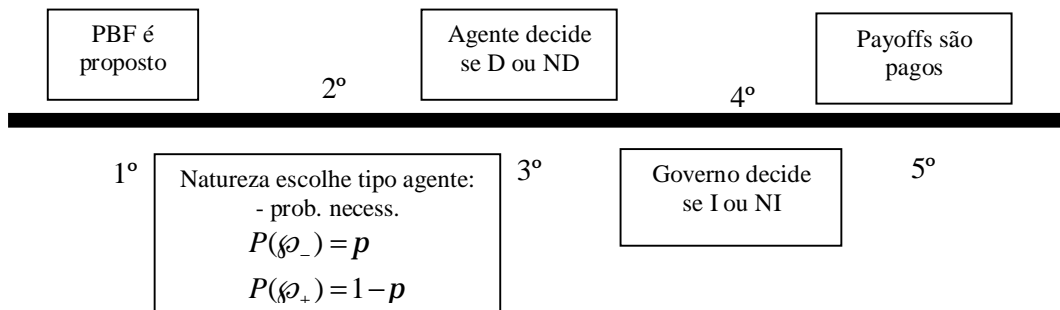 PBF é
proposto
Agente decide
se D ou ND
Payoffs são
pagos
2º
4º
1º
3º
5º
Natureza escolhe tipo agente:
- prob. necess.
P(℘₋) = p
P(℘₊) = 1 − p
Governo decide
se I ou NI